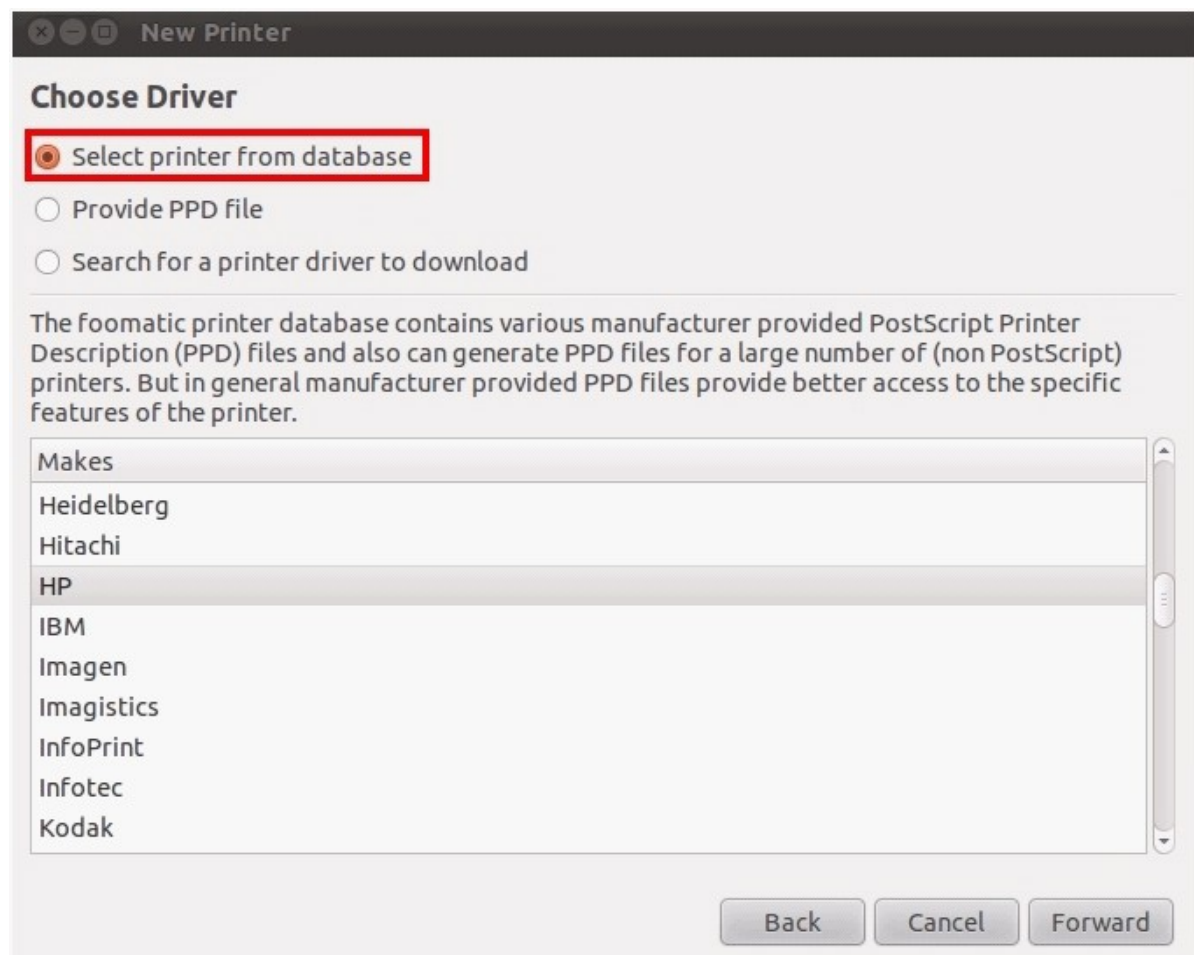 New Printer
Choose Driver
Select printer from database
Provide PPD file
Search for a printer driver to download
The foomatic printer database contains various manufacturer provided PostScript Printer
Description (PPD) files and also can generate PPD files for a large number of (non PostScript)
printers. But in general manufacturer provided PPD files provide better access to the specific
features of the printer.
Makes
Heidelberg
Hitachi
HP
IBM
Imagen
Imagistics
InfoPrint
Infotec
Kodak
Back Cancel Forward